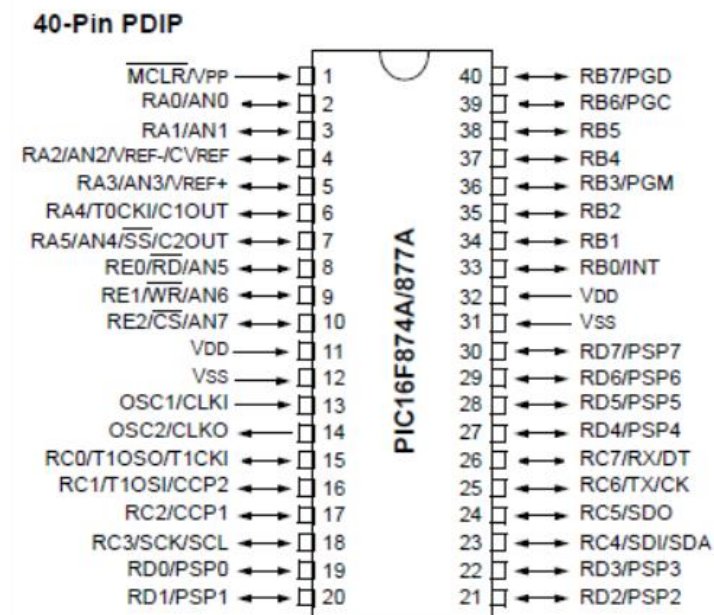 40-Pin PDIP
MCLR/VPP 1 40 RB7/PGD
RA0/AN0 2 39 RB6/PGC
RA1/AN1 3 38 RB5
RA2/AN2/VREF-/CVREF 4 37 RB4
RA3/AN3/VREF+ 5 36 RB3/PGM
RA4/T0CKI/C1OUT 6 35 RB2
RA5/AN4/SS/C2OUT 7 34 RB1
RE0/RD/AN5 8 33 RB0/INT
RE1/WR/AN6 9 32 VDD
RE2/CS/AN7 10 31 VSS
VDD 11 30 RD7/PSP7
VSS 12 29 RD6/PSP6
OSC1/CLKI 13 28 RD5/PSP5
OSC2/CLKO 14 27 RD4/PSP4
RC0/T1OSO/T1CKI 15 26 RC7/RX/DT
RC1/T1OSI/CCP2 16 25 RC6/TX/CK
RC2/CCP1 17 24 RC5/SDO
RC3/SCK/SCL 18 23 RC4/SDI/SDA
RD0/PSP0 19 22 RD3/PSP3
RD1/PSP1 20 21 RD2/PSP2
PIC16F874A/877A